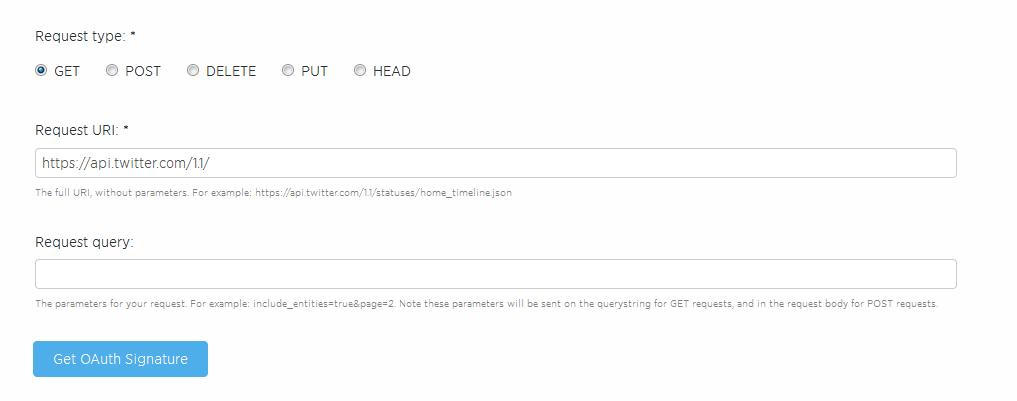 Request type: *
GET POST DELETE PUT HEAD
Request URI: *
https://api.twitter.com/1.1/
The full URI, without parameters. For example: https://api.twitter.com/1.1/statuses/home_timeline.json
Request query:
The parameters for your request. For example: include_entities=true&page=2. Note these parameters will be sent on the querystring for GET requests, and in the request body for POST requests.
Get OAuth Signature